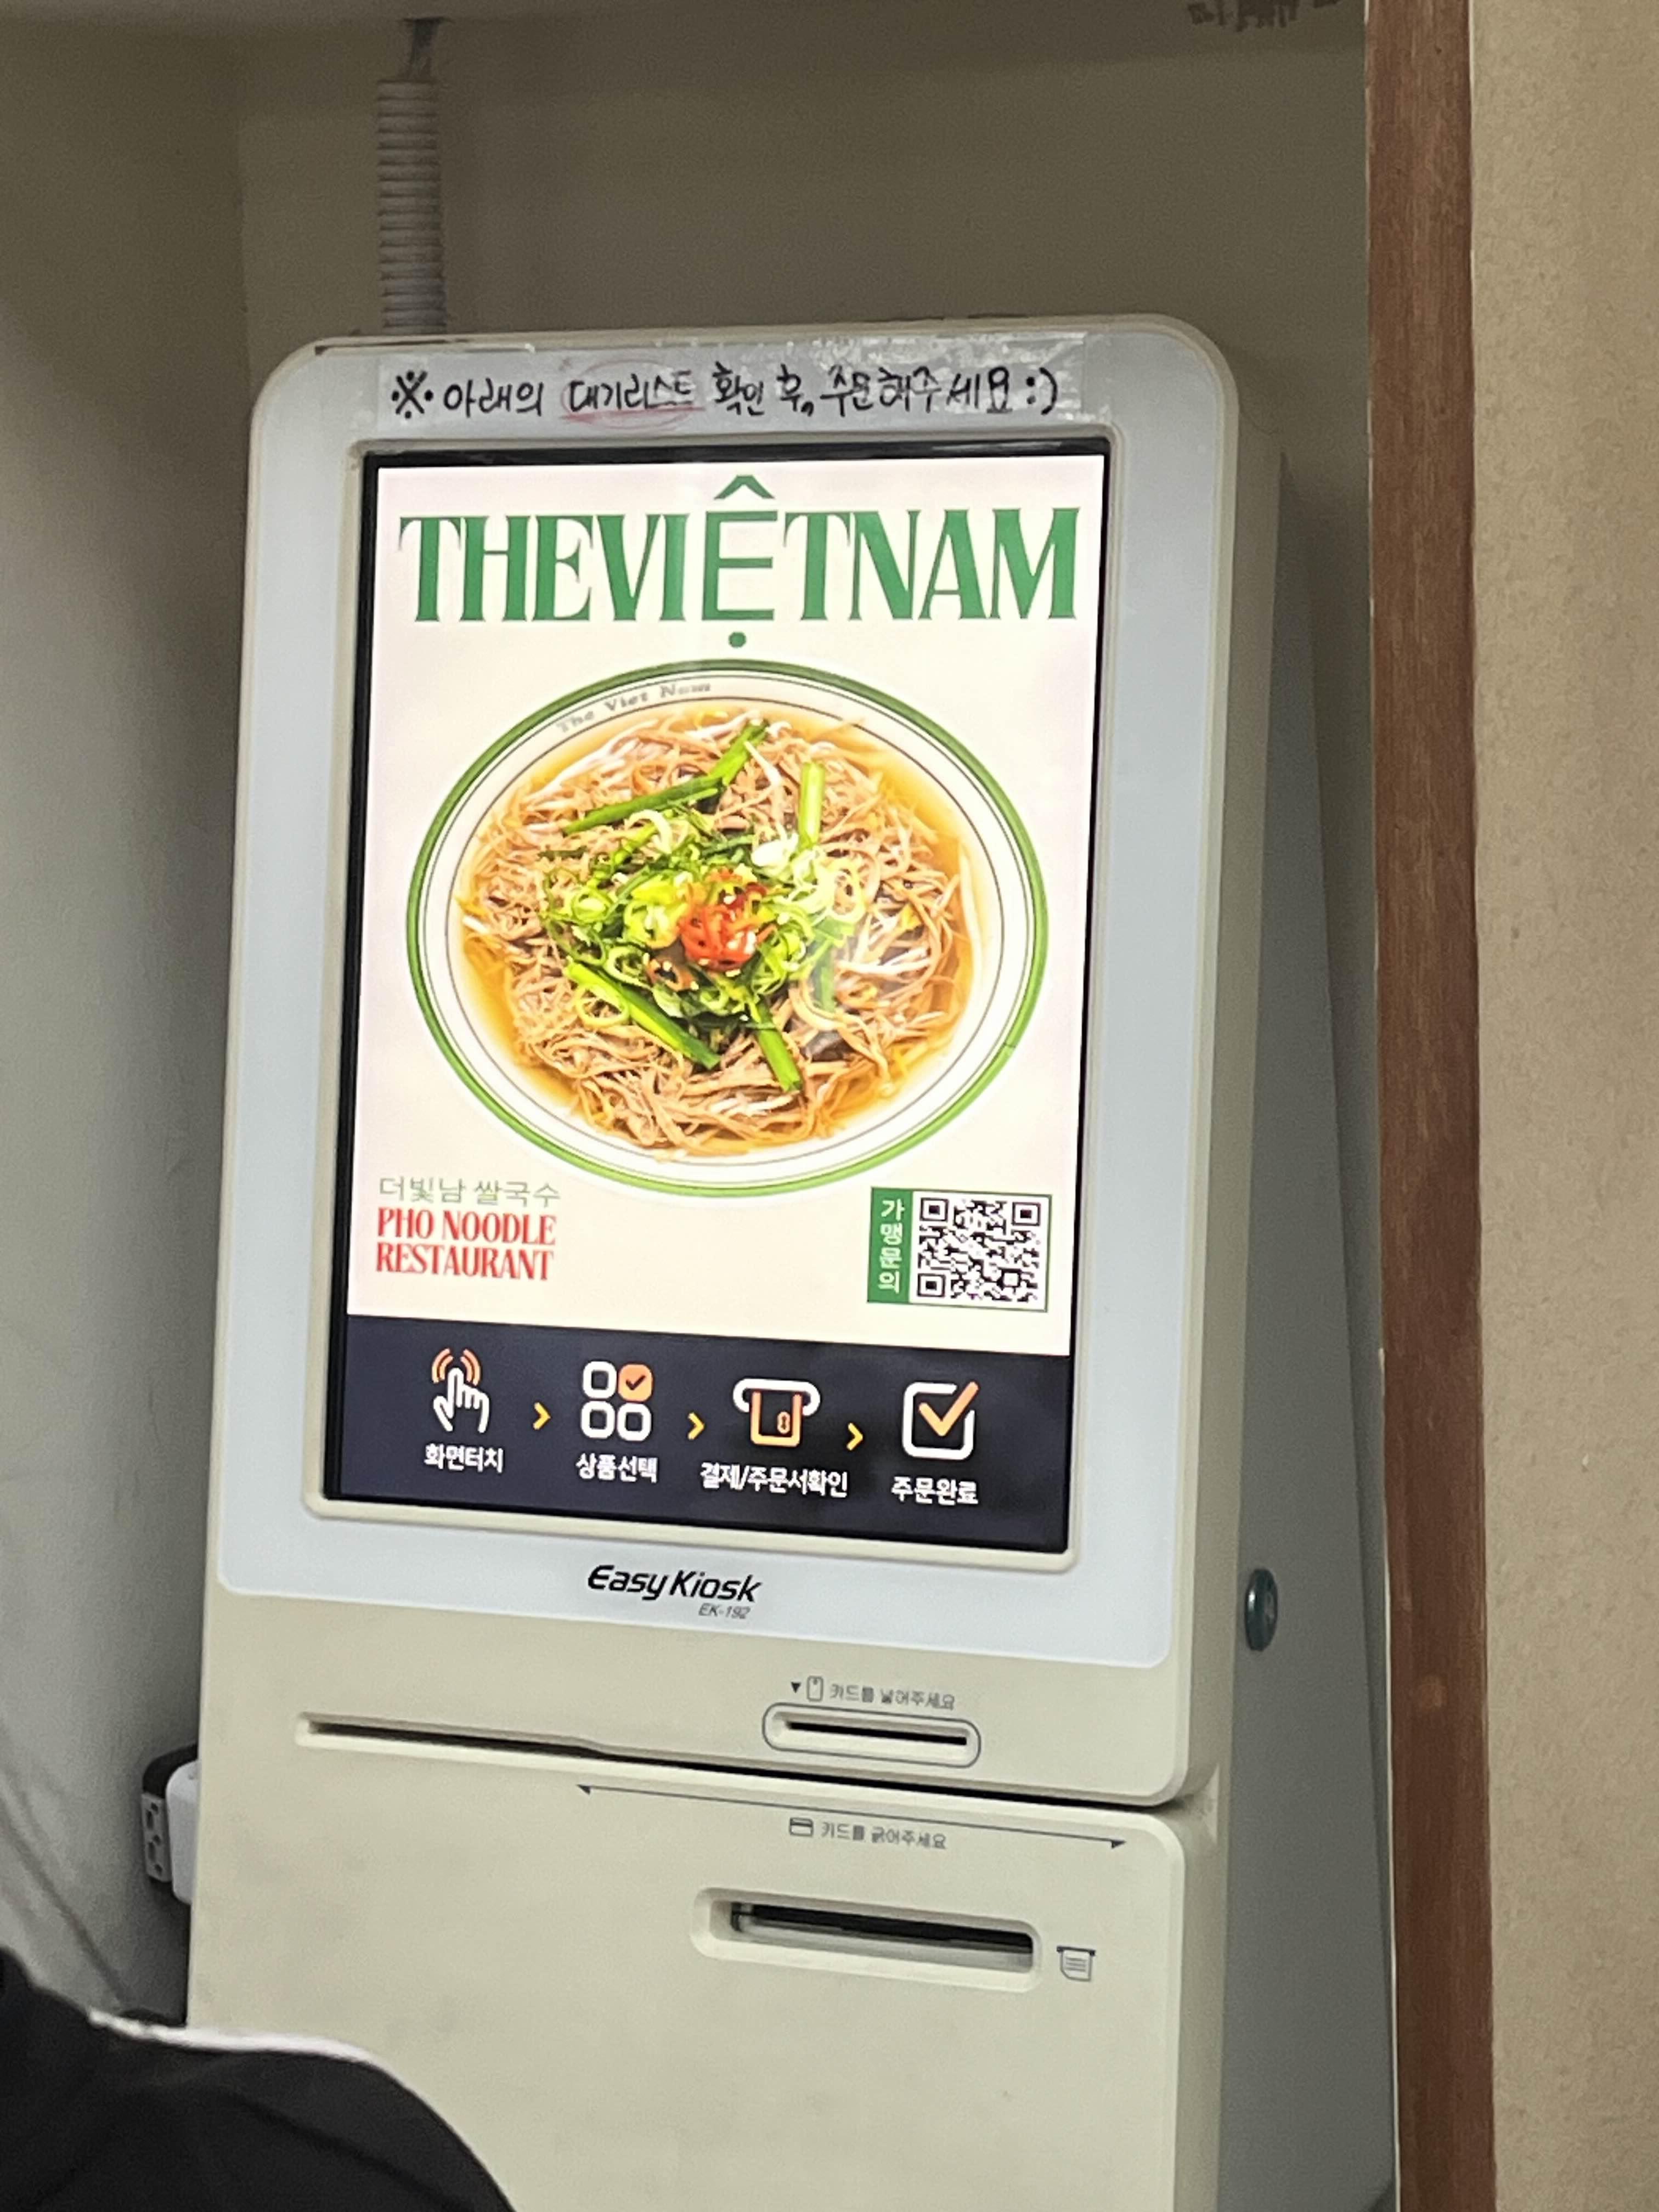 ※ 아래의 대기리스트 확인 후, 주문해주세요 :)
THEVIỆTNAM
The Viet Nam
더빛남 쌀국수
PHO NOODLE
RESTAURANT
가맹문의
화면터치 > 상품선택 > 결제/주문서확인 > 주문완료
Easy Kiosk
EK-192
▼ 카드를 넣어주세요
카드를 긁어주세요